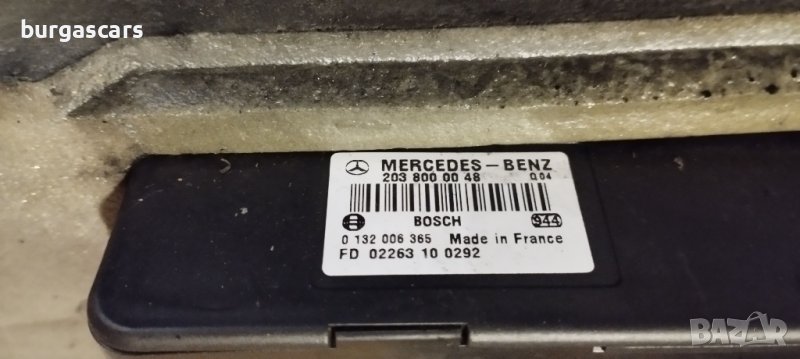 burgascars
MERCEDES-BENZ
203 800 00 48 Q 04
BOSCH 944
0 132 006 365 Made in France
FD 02263 10 0292
BAZAR